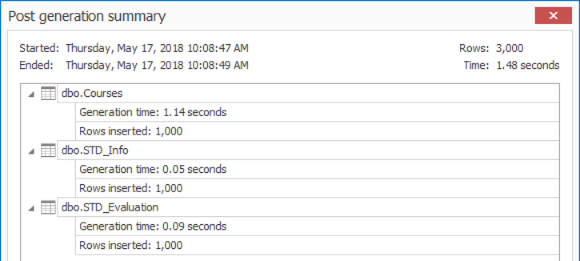 Post generation summary
Started: Thursday, May 17, 2018 10:08:47 AM Rows: 3,000
Ended: Thursday, May 17, 2018 10:08:49 AM Time: 1.48 seconds
dbo.Courses
Generation time: 1.14 seconds
Rows inserted: 1,000
dbo.STD_Info
Generation time: 0.05 seconds
Rows inserted: 1,000
dbo.STD_Evaluation
Generation time: 0.09 seconds
Rows inserted: 1,000